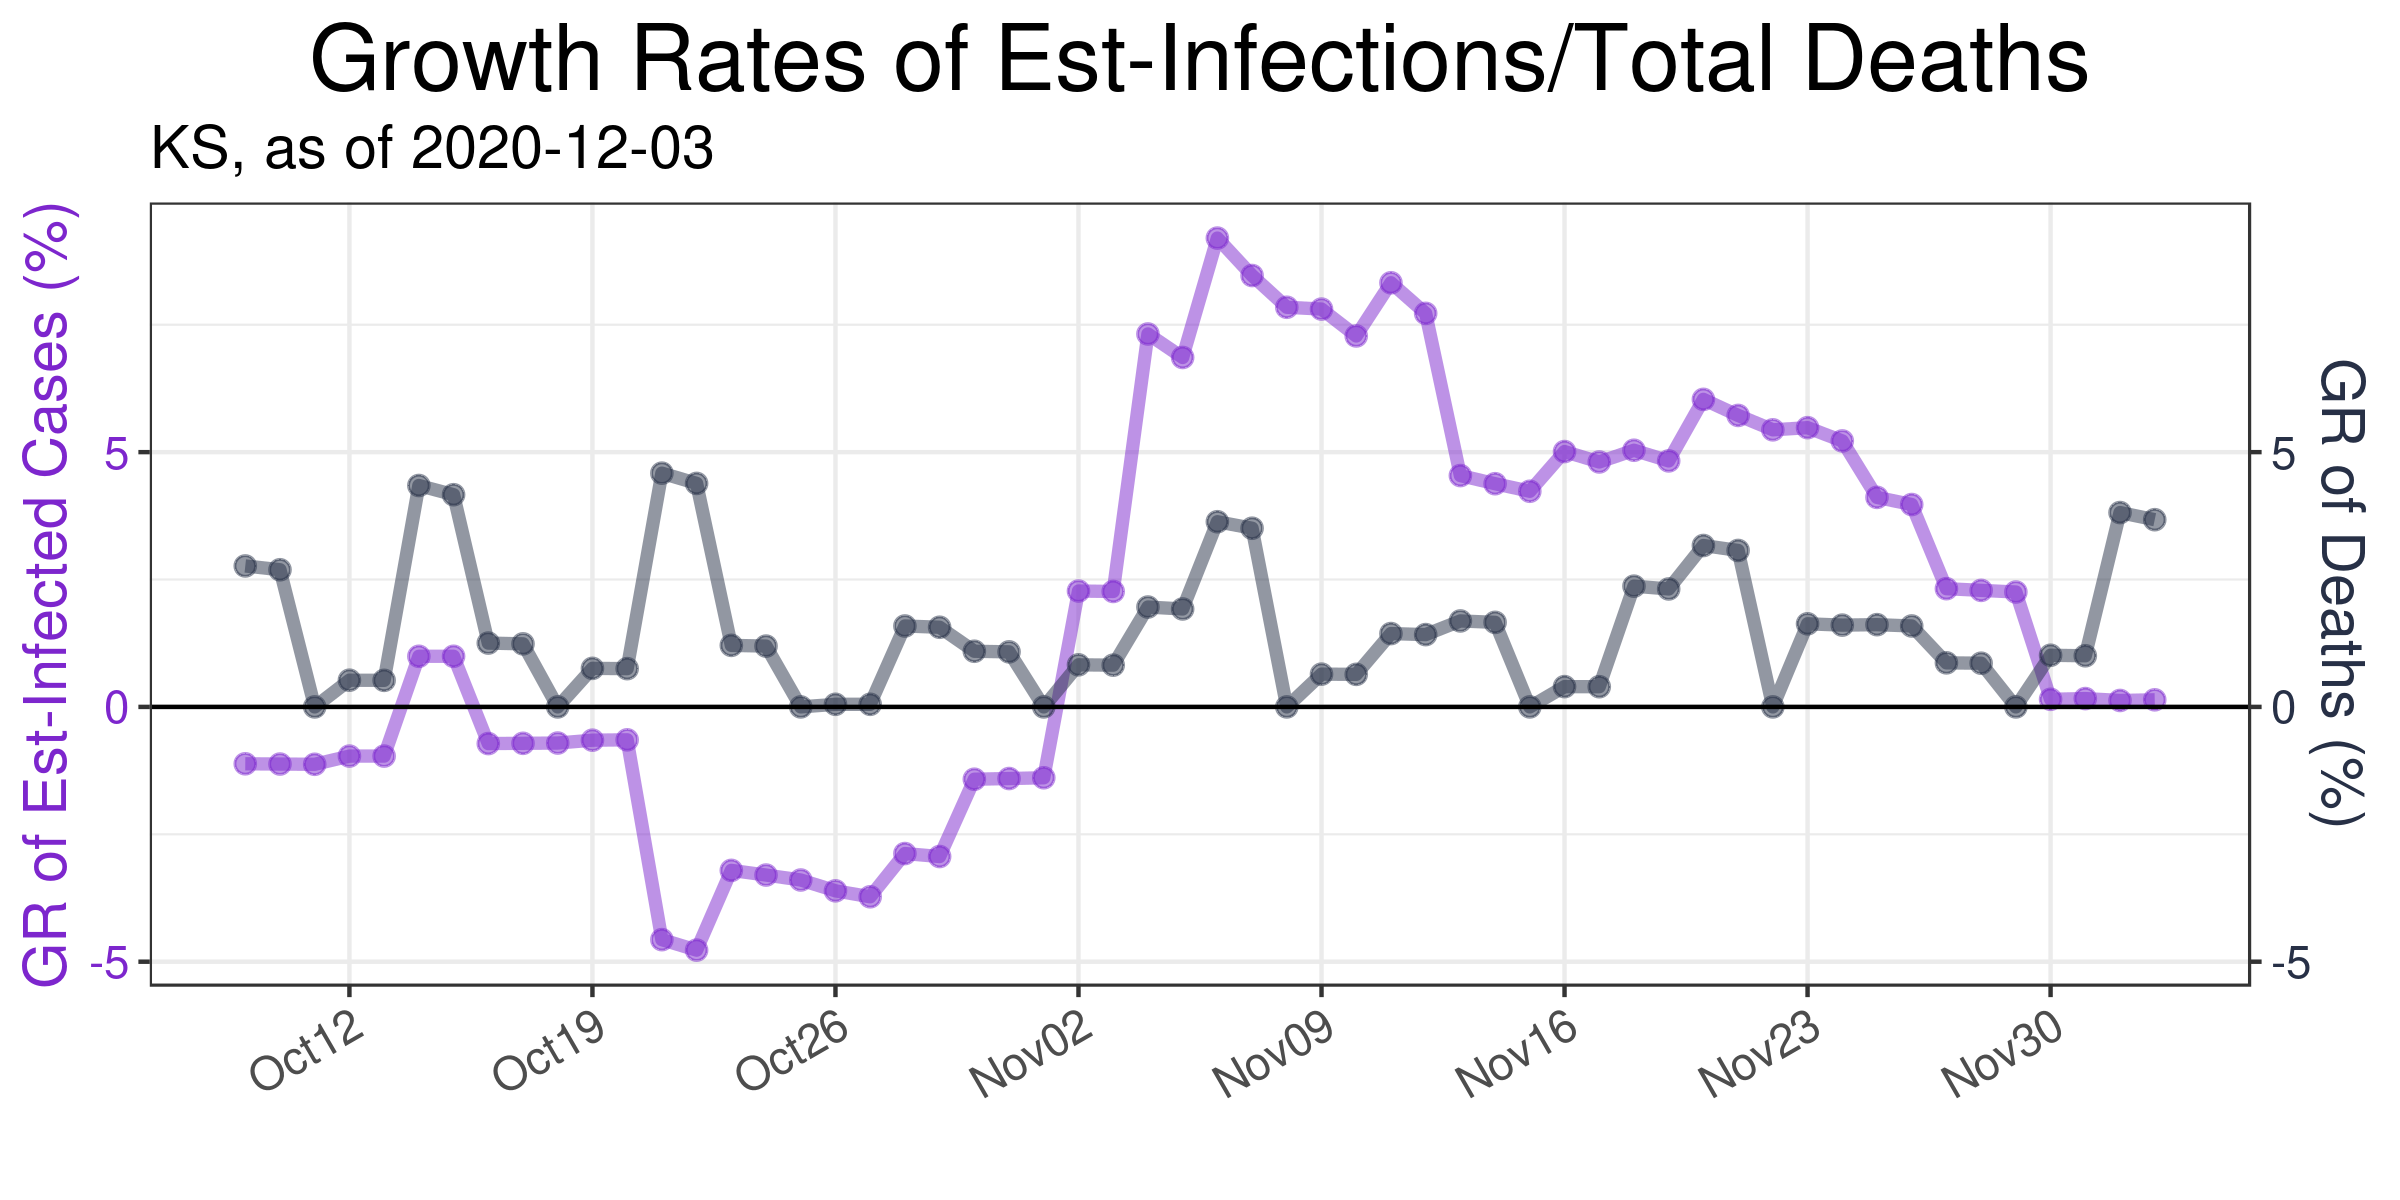 Growth Rates of Est-Infections/Total Deaths
KS, as of 2020-12-03
GR of Est-Infected Cases (%)
5
0
-5
GR of Deaths (%)
5
0
-5
Oct12
Oct19
Oct26
Nov02
Nov09
Nov16
Nov23
Nov30